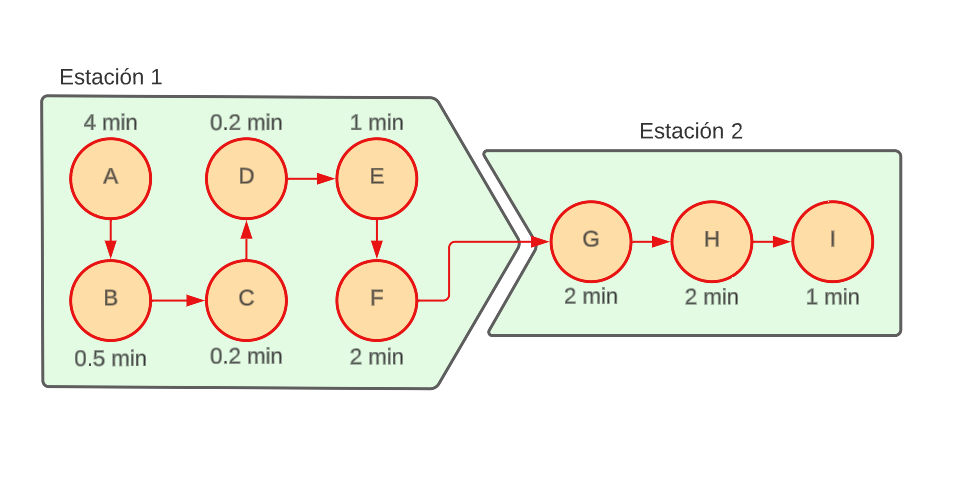 Estación 1
4 min
0.2 min
1 min
A
D
E
B
C
F
0.5 min
0.2 min
2 min
Estación 2
G
H
I
2 min
2 min
1 min